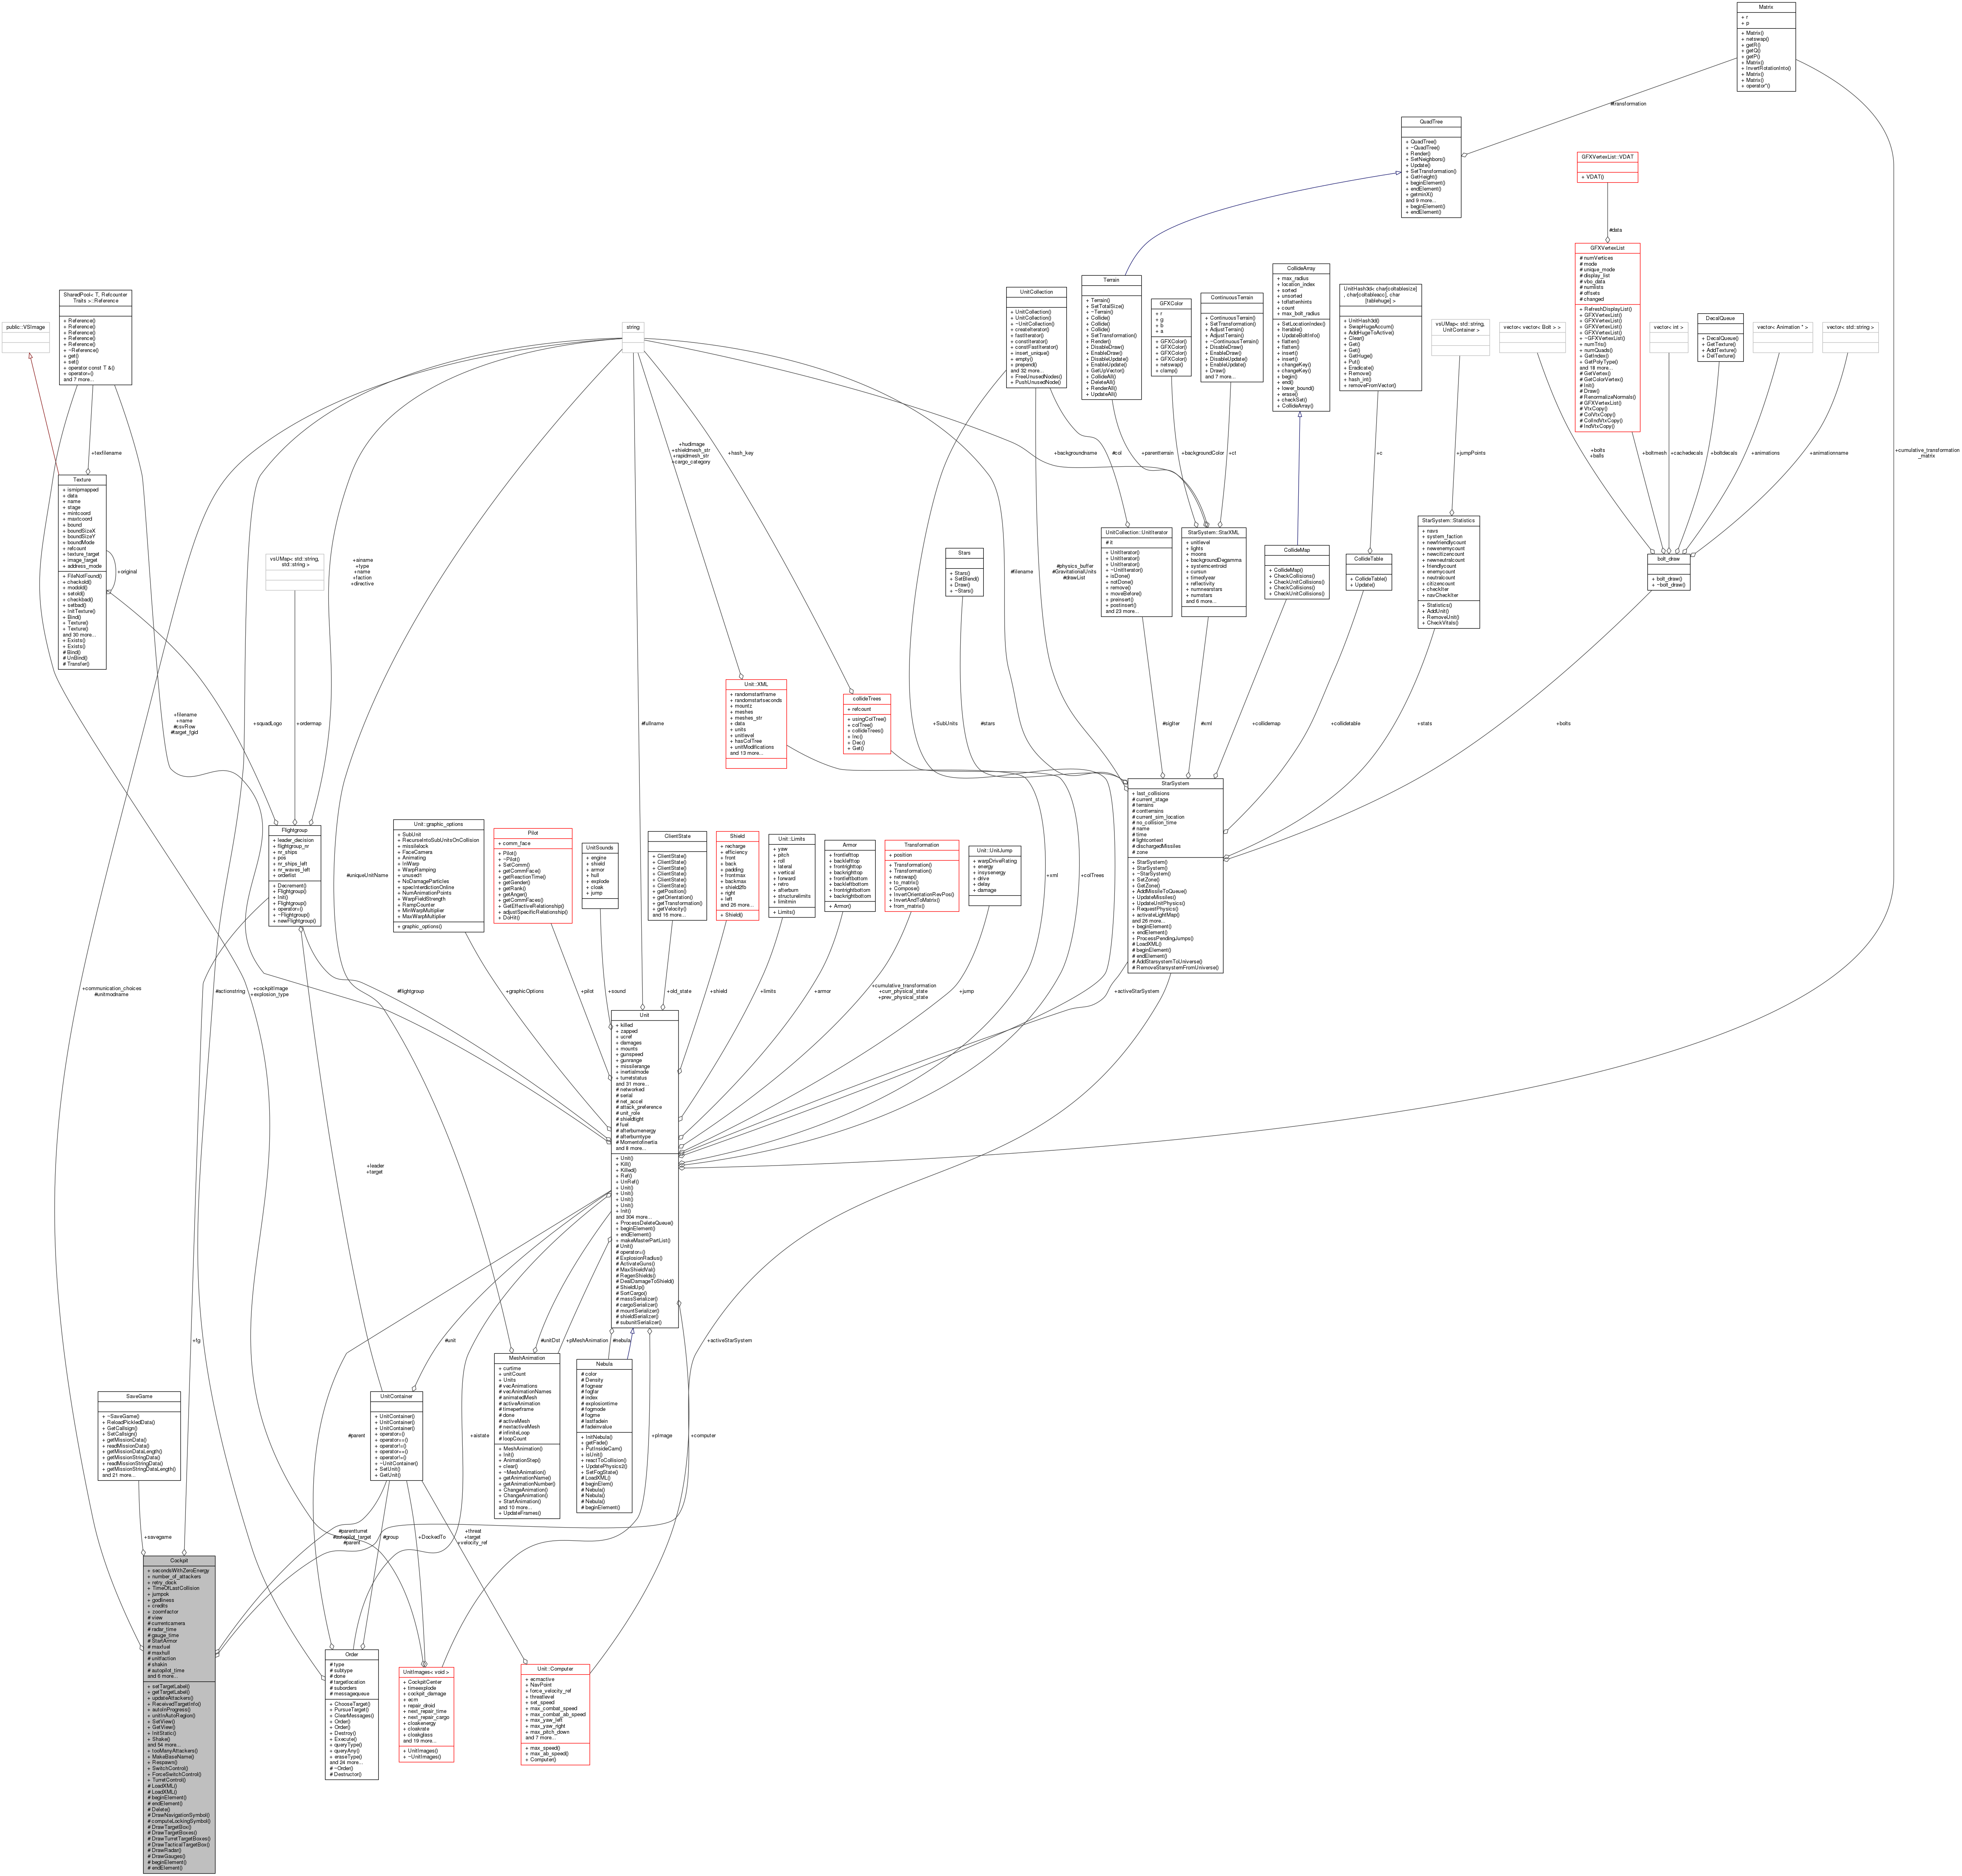 Matrix
+ r
+ p
+ Matrix()
+ netswap()
+ getR()
+ getQ()
+ getP()
+ Matrix()
+ InvertRotationInto()
+ Matrix()
+ Matrix()
+ operator*()
#transformation
QuadTree
+ QuadTree()
+ ~QuadTree()
+ Render()
+ SetNeighbors()
+ Update()
+ SetTransformation()
+ GetHeight()
+ beginElement()
+ endElement()
+ getminX()
and 9 more...
+ beginElement()
+ endElement()
GFXVertexList::VDAT
+ VDAT()
#data
GFXVertexList
# numVertices
# mode
# unique_mode
# display_list
# vbo_data
# numlists
# offsets
# changed
+ RefreshDisplayList()
+ GFXVertexList()
+ GFXVertexList()
+ GFXVertexList()
+ GFXVertexList()
+ ~GFXVertexList()
+ numTris()
+ numQuads()
+ GetIndex()
+ GetPolyType()
and 18 more...
# GetVertex()
# GetColorVertex()
# Init()
# Draw()
# RenormalizeNormals()
# GFXVertexList()
# VtxCopy()
# ColVtxCopy()
# ColIndVtxCopy()
# IndVtxCopy()
public::VSImage
SharedPool< T, Refcounter
Traits >::Reference
+ Reference()
+ Reference()
+ Reference()
+ Reference()
+ Reference()
+ ~Reference()
+ get()
+ set()
+ operator const T &()
+ operator=()
and 7 more...
string
UnitCollection
+ UnitCollection()
+ UnitCollection()
+ ~UnitCollection()
+ createIterator()
+ fastIterator()
+ constIterator()
+ constFastIterator()
+ insert_unique()
+ empty()
+ prepend()
and 32 more...
+ FreeUnusedNodes()
+ PushUnusedNode()
Terrain
+ Terrain()
+ SetTotalSize()
+ ~Terrain()
+ Collide()
+ Collide()
+ Collide()
+ SetTransformation()
+ Render()
+ DisableDraw()
+ EnableDraw()
+ DisableUpdate()
+ EnableUpdate()
+ GetUpVector()
+ CollideAll()
+ DeleteAll()
+ RenderAll()
+ UpdateAll()
GFXColor
+ r
+ g
+ b
+ a
+ GFXColor()
+ GFXColor()
+ GFXColor()
+ GFXColor()
+ netswap()
+ clamp()
ContinuousTerrain
+ ContinuousTerrain()
+ SetTransformation()
+ AdjustTerrain()
+ AdjustTerrain()
+ ~ContinuousTerrain()
+ DisableDraw()
+ EnableDraw()
+ DisableUpdate()
+ EnableUpdate()
+ Draw()
and 7 more...
CollideArray
+ max_radius
+ location_index
+ sorted
+ unsorted
+ toflattenhints
+ count
+ max_bolt_radius
+ SetLocationIndex()
+ Iterable()
+ UpdateBoltInfo()
+ flatten()
+ flatten()
+ insert()
+ insert()
+ changeKey()
+ changeKey()
+ begin()
+ end()
+ lower_bound()
+ erase()
+ checkSet()
+ CollideArray()
UnitHash3d< char[coltablesize]
, char[coltableacc], char
[tablehuge] >
+ UnitHash3d()
+ SwapHugeAccum()
+ AddHugeToActive()
+ Clear()
+ Get()
+ Get()
+ GetHuge()
+ Put()
+ Eradicate()
+ Remove()
+ hash_int()
+ removeFromVector()
vsUMap< std::string,
UnitContainer >
vector< vector< Bolt > >
vector< int >
DecalQueue
+ DecalQueue()
+ GetTexture()
+ AddTexture()
+ DelTexture()
vector< Animation * >
vector< std::string >
+texfilename
+backgroundname
#col
+parentterrain
+backgroundColor
+ct
+c
+jumpPoints
+bolts
+balls
+boltmesh
+cachedecals
+boltdecals
+animations
+animationname
+cumulative_transformation
_matrix
+hudImage
+shieldmesh_str
+rapidmesh_str
+cargo_category
+hash_key
Texture
+ ismipmapped
+ data
+ name
+ stage
+ mintcoord
+ maxtcoord
+ bound
+ boundSizeX
+ boundSizeY
+ boundMode
+ refcount
+ texture_target
+ image_target
+ address_mode
+ FileNotFound()
+ checkold()
+ modold()
+ setold()
+ checkbad()
+ setbad()
+ InitTexture()
+ Bind()
+ Texture()
+ Texture()
and 30 more...
+ Exists()
+ Exists()
# Bind()
# UnBind()
# Transfer()
+original
vsUMap< std::string,
std::string >
+ainame
+type
+name
+faction
+directive
#filename
#physics_buffer
#GravitationalUnits
#drawList
Stars
+ Stars()
+ SetBlend()
+ Draw()
+ ~Stars()
UnitCollection::UnitIterator
# it
+ UnitIterator()
+ UnitIterator()
+ UnitIterator()
+ ~UnitIterator()
+ isDone()
+ notDone()
+ remove()
+ moveBefore()
+ preinsert()
+ postinsert()
and 23 more...
StarSystem::StarXML
+ unitlevel
+ lights
+ moons
+ backgroundDegamma
+ systemcentroid
+ cursun
+ timeofyear
+ reflectivity
+ numnearstars
+ numstars
and 6 more...
CollideMap
+ CollideMap()
+ CheckCollisions()
+ CheckUnitCollisions()
+ CheckCollisions()
+ CheckUnitCollisions()
CollideTable
+ CollideTable()
+ Update()
StarSystem::Statistics
+ navs
+ system_faction
+ newfriendlycount
+ newenemycount
+ newcitizencount
+ newneutralcount
+ friendlycount
+ enemycount
+ neutralcount
+ citizencount
+ checkIter
+ navCheckIter
+ Statistics()
+ AddUnit()
+ RemoveUnit()
+ CheckVitals()
bolt_draw
+ bolt_draw()
+ ~bolt_draw()
+filename
+name
#csvRow
#target_fgid
+squadLogo
+ordermap
#fullname
Unit::XML
+ randomstartframe
+ randomstartseconds
+ mountz
+ meshes
+ meshes_str
+ data
+ units
+ unitlevel
+ hasColTree
+ unitModifications
and 13 more...
collideTrees
+ refcount
+ usingColTree()
+ colTree()
+ collideTrees()
+ Inc()
+ Dec()
+ Get()
+SubUnits
#stars
#sigIter
#xml
+collidemap
+collidetable
+stats
+bolts
StarSystem
+ last_collisions
# current_stage
# terrains
# contterrains
# current_sim_location
# no_collision_time
# name
# time
# lightcontext
# dischargedMissiles
# zone
+ StarSystem()
+ StarSystem()
+ ~StarSystem()
+ SetZone()
+ GetZone()
+ AddMissileToQueue()
+ UpdateMissiles()
+ UpdateUnitPhysics()
+ RequestPhysics()
+ activateLightMap()
and 26 more...
+ beginElement()
+ endElement()
+ ProcessPendingJumps()
# LoadXML()
# beginElement()
# endElement()
# AddStarsystemToUniverse()
# RemoveStarsystemFromUniverse()
Flightgroup
+ leader_decision
+ flightgroup_nr
+ nr_ships
+ pos
+ nr_ships_left
+ nr_waves_left
+ orderlist
+ Decrement()
+ Flightgroup()
+ Init()
+ Flightgroup()
+ operator=()
+ ~Flightgroup()
+ newFlightgroup()
#uniqueUnitName
Unit::graphic_options
+ SubUnit
+ RecurseIntoSubUnitsOnCollision
+ missilelock
+ FaceCamera
+ Animating
+ InWarp
+ WarpRamping
+ unused1
+ NoDamageParticles
+ specInterdictionOnline
+ WarpFieldStrength
+ RampCounter
+ MinWarpMultiplier
+ MaxWarpMultiplier
+ graphic_options()
Pilot
+ comm_face
+ Pilot()
+ ~Pilot()
+ SetComm()
+ getCommFace()
+ getReactionTime()
+ getGender()
+ getRank()
+ getAnger()
+ getCommFaces()
+ GetEffectiveRelationship()
+ adjustSpecificRelationship()
+ DoHit()
UnitSounds
+ engine
+ shield
+ armor
+ hull
+ explode
+ cloak
+ jump
ClientState
+ ClientState()
+ ClientState()
+ ClientState()
+ ClientState()
+ ClientState()
+ ClientState()
+ getPosition()
+ getOrientation()
+ getTransformation()
+ getVelocity()
and 16 more...
Shield
+ recharge
+ efficiency
+ front
+ back
+ padding
+ frontmax
+ backmax
+ shield2fb
+ right
+ left
and 26 more...
+ Shield()
Unit::Limits
+ yaw
+ pitch
+ roll
+ lateral
+ vertical
+ forward
+ retro
+ afterburn
+ structurelimits
+ limitmin
+ Limits()
Armor
+ frontlefttop
+ backlefttop
+ frontrighttop
+ backrighttop
+ frontleftbottom
+ backleftbottom
+ frontrightbottom
+ backrightbottom
+ Armor()
Transformation
+ position
+ Transformation()
+ Transformation()
+ netswap()
+ to_matrix()
+ Compose()
+ InvertOrientationRevPos()
+ InvertAndToMatrix()
+ from_matrix()
Unit::UnitJump
+ warpDriveRating
+ energy
+ insysenergy
+ drive
+ delay
+ damage
+xml
+colTrees
+communication_choices
#unitmodname
#actionstring
+cockpitImage
+explosion_type
#flightgroup
+graphicOptions
+pilot
+sound
+old_state
+shield
+limits
+armor
+cumulative_transformation
+curr_physical_state
+prev_physical_state
+jump
+activeStarSystem
Unit
+ killed
+ zapped
+ ucref
+ damages
+ mounts
+ gunspeed
+ gunrange
+ missilerange
+ inertialmode
+ turretstatus
and 31 more...
# networked
# serial
# net_accel
# attack_preference
# unit_role
# shieldtight
# fuel
# afterburnenergy
# afterburntype
# Momentofinertia
and 8 more...
+ Unit()
+ Kill()
+ Killed()
+ Ref()
+ UnRef()
+ Unit()
+ Unit()
+ Unit()
+ Unit()
+ Init()
and 304 more...
+ ProcessDeleteQueue()
+ beginElement()
+ endElement()
+ makeMasterPartList()
# Unit()
# operator=()
# ExplosionRadius()
# ActivateGuns()
# MaxShieldVal()
# RegenShields()
# DealDamageToShield()
# ShieldUp()
# SortCargo()
# massSerializer()
# cargoSerializer()
# mountSerializer()
# shieldSerializer()
# subunitSerializer()
+leader
+target
+fg
#unit
#unitDst
+pMeshAnimation
#nebula
+activeStarSystem
SaveGame
+ ~SaveGame()
+ ReloadPickledData()
+ GetCallsign()
+ SetCallsign()
+ getMissionData()
+ readMissionData()
+ getMissionDataLength()
+ getMissionStringData()
+ readMissionStringData()
+ getMissionStringDataLength()
and 21 more...
UnitContainer
+ UnitContainer()
+ UnitContainer()
+ UnitContainer()
+ operator=()
+ operator==()
+ operator!=()
+ operator==()
+ operator!=()
+ ~UnitContainer()
+ SetUnit()
+ GetUnit()
MeshAnimation
+ curtime
+ unitCount
+ Units
# vecAnimations
# vecAnimationNames
# animatedMesh
# activeAnimation
# timeperframe
# done
# activeMesh
# nextactiveMesh
# infiniteLoop
# loopCount
+ MeshAnimation()
+ Init()
+ AnimationStep()
+ clear()
+ ~MeshAnimation()
+ getAnimationName()
+ getAnimationNumber()
+ ChangeAnimation()
+ ChangeAnimation()
+ StartAnimation()
and 10 more...
+ UpdateFrames()
Nebula
# color
# Density
# fognear
# fogfar
# index
# explosiontime
# fogmode
# fogme
# lastfadein
# fadeinvalue
+ InitNebula()
+ getFade()
+ PutInsideCam()
+ isUnit()
+ reactToCollision()
+ UpdatePhysics2()
+ SetFogState()
# LoadXML()
# beginElem()
# Nebula()
# Nebula()
# Nebula()
# beginElement()
#parent
+aistate
+pImage
+computer
+savegame
#parentturret
#autopilot_target
#parent
#group
+DockedTo
+threat
+target
+velocity_ref
Cockpit
+ secondsWithZeroEnergy
+ number_of_attackers
+ retry_dock
+ TimeOfLastCollision
+ jumpok
+ godliness
+ credits
+ zoomfactor
# view
# currentcamera
# radar_time
# gauge_time
# StartArmor
# maxfuel
# maxhull
# unitfaction
# shakin
# autopilot_time
and 8 more...
+ setTargetLabel()
+ getTargetLabel()
+ updateAttackers()
+ ReceivedTargetInfo()
+ autoInProgress()
+ unitInAutoRegion()
+ SetView()
+ GetView()
+ InitStatic()
+ Shake()
and 54 more...
+ tooManyAttackers()
+ MakeBaseName()
+ Respawn()
+ SwitchControl()
+ ForceSwitchControl()
+ TurretControl()
# LoadXML()
# LoadXML()
# beginElement()
# endElement()
# Delete()
# DrawNavigationSymbol()
# computeLockingSymbol()
# DrawTargetBox()
# DrawTargetBoxes()
# DrawTurretTargetBoxes()
# DrawTacticalTargetBox()
# DrawRadar()
# DrawGauges()
# beginElement()
# endElement()
Order
# type
# subtype
# done
# targetlocation
# suborders
# messagequeue
+ ChooseTarget()
+ PursueTarget()
+ ClearMessages()
+ Order()
+ Order()
+ Destroy()
+ Execute()
+ queryType()
+ queryAny()
+ eraseType()
and 24 more...
# ~Order()
# Destructor()
UnitImages< void >
+ CockpitCenter
+ timeexplode
+ cockpit_damage
+ ecm
+ repair_droid
+ next_repair_time
+ next_repair_cargo
+ cloakenergy
+ cloakrate
+ cloakglass
and 19 more...
+ UnitImages()
+ ~UnitImages()
Unit::Computer
+ ecmactive
+ NavPoint
+ force_velocity_ref
+ threatlevel
+ set_speed
+ max_combat_speed
+ max_combat_ab_speed
+ max_yaw_left
+ max_yaw_right
+ max_pitch_down
and 7 more...
+ max_speed()
+ max_ab_speed()
+ Computer()